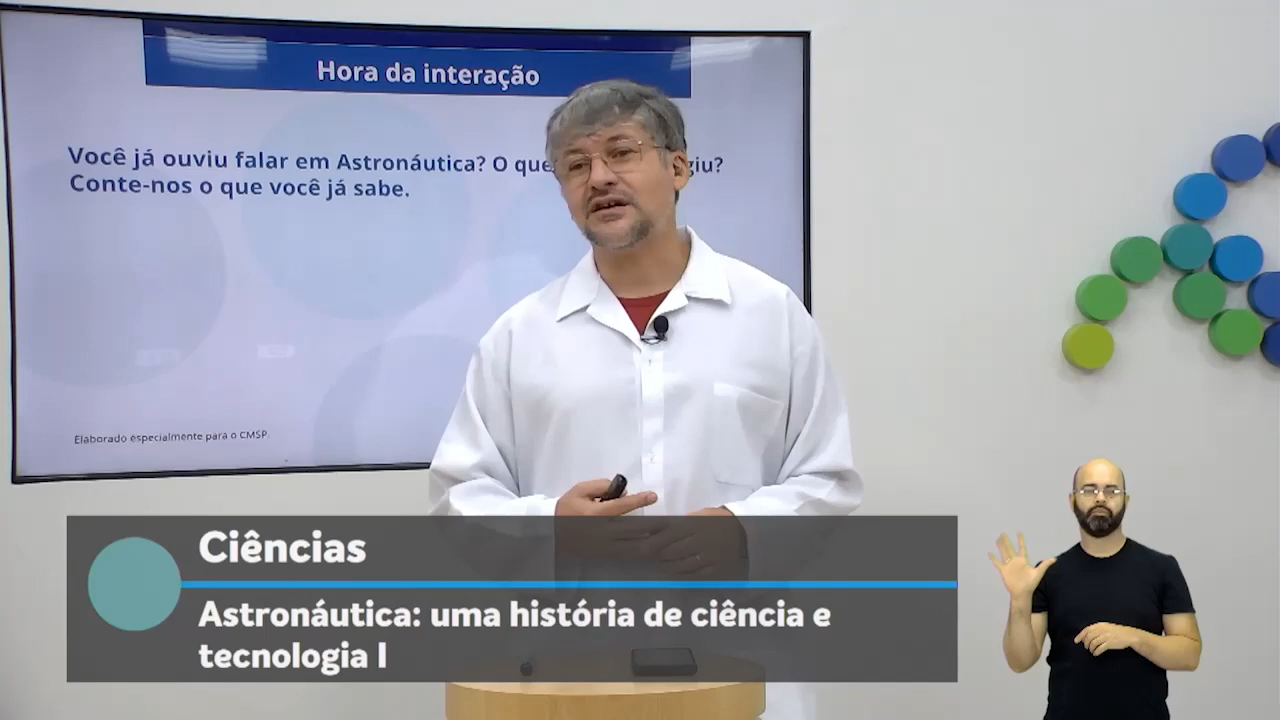 Hora da interação
Você já ouviu falar em Astronáutica? O que giu?
Conte-nos o que você já sabe.
Elaborado especialmente para o CMSP.
Ciências
Astronáutica: uma história de ciência e
tecnologia I